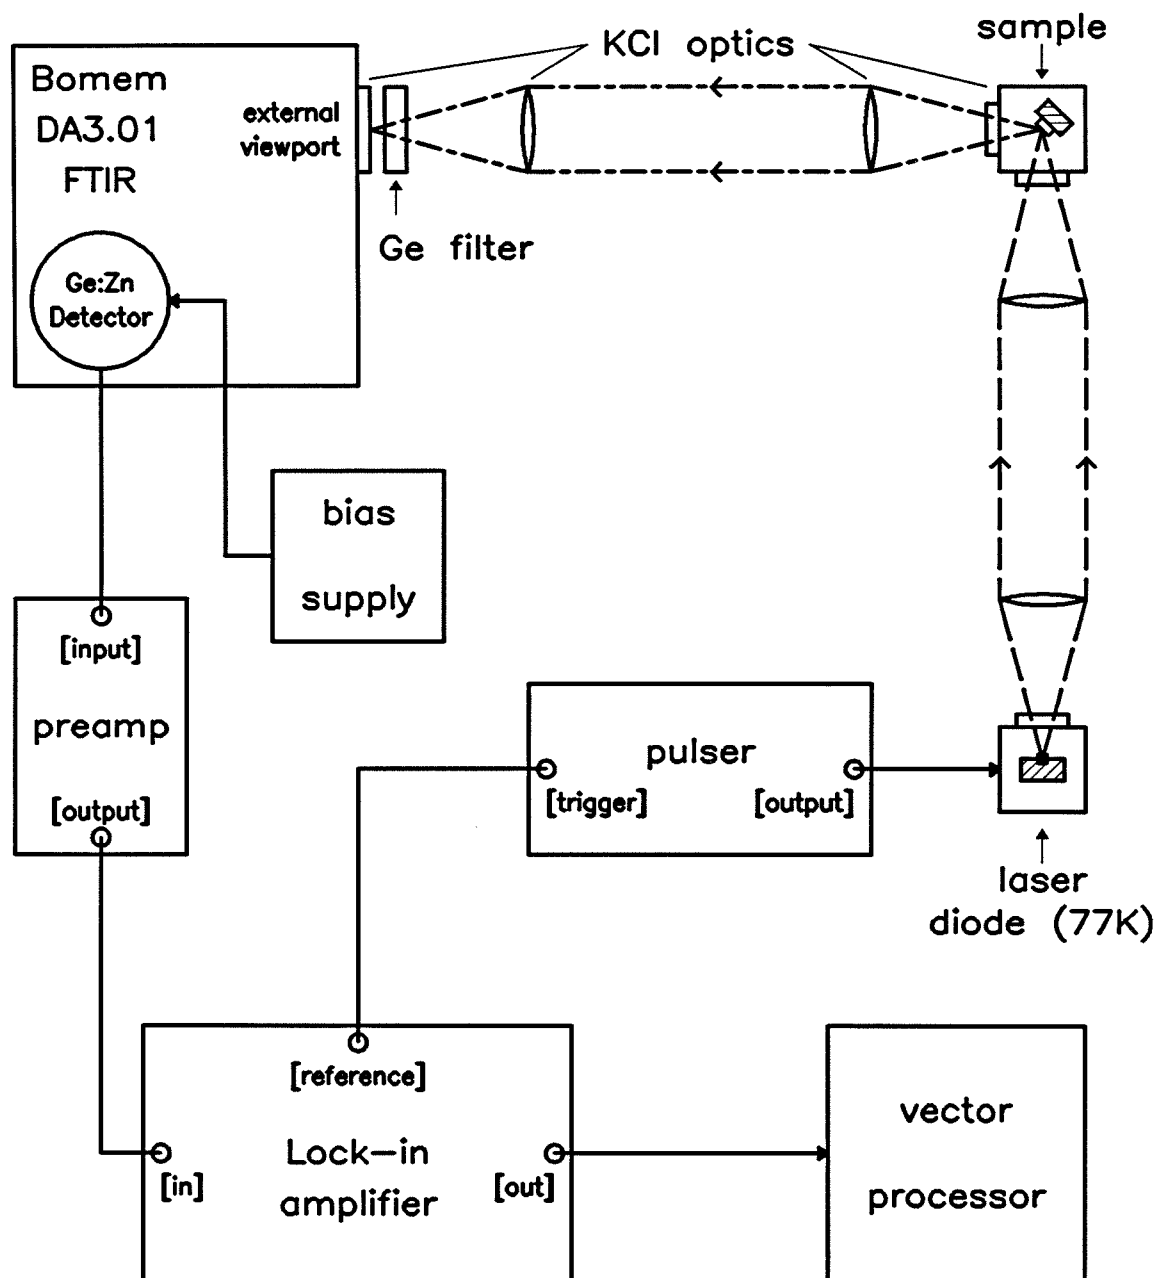 sample
KCl optics
Bomem
DA3.01
FTIR
external
viewport
Ge filter
Ge:Zn
Detector
bias
supply
[input]
preamp
[output]
pulser
[trigger]
[output]
laser
diode (77K)
[reference]
Lock-in
amplifier
[in]
[out]
vector
processor